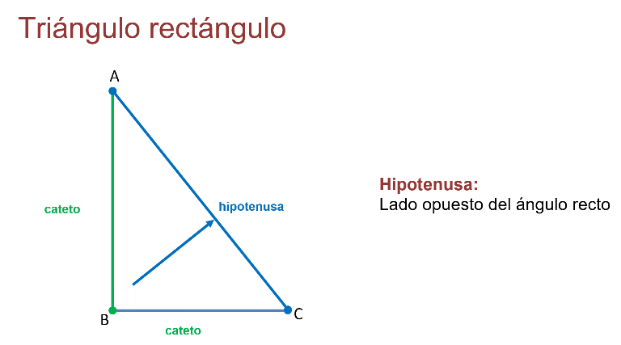 Triángulo rectángulo
A
hipotenusa
cateto
Hipotenusa:
Lado opuesto del ángulo recto
B
C
cateto